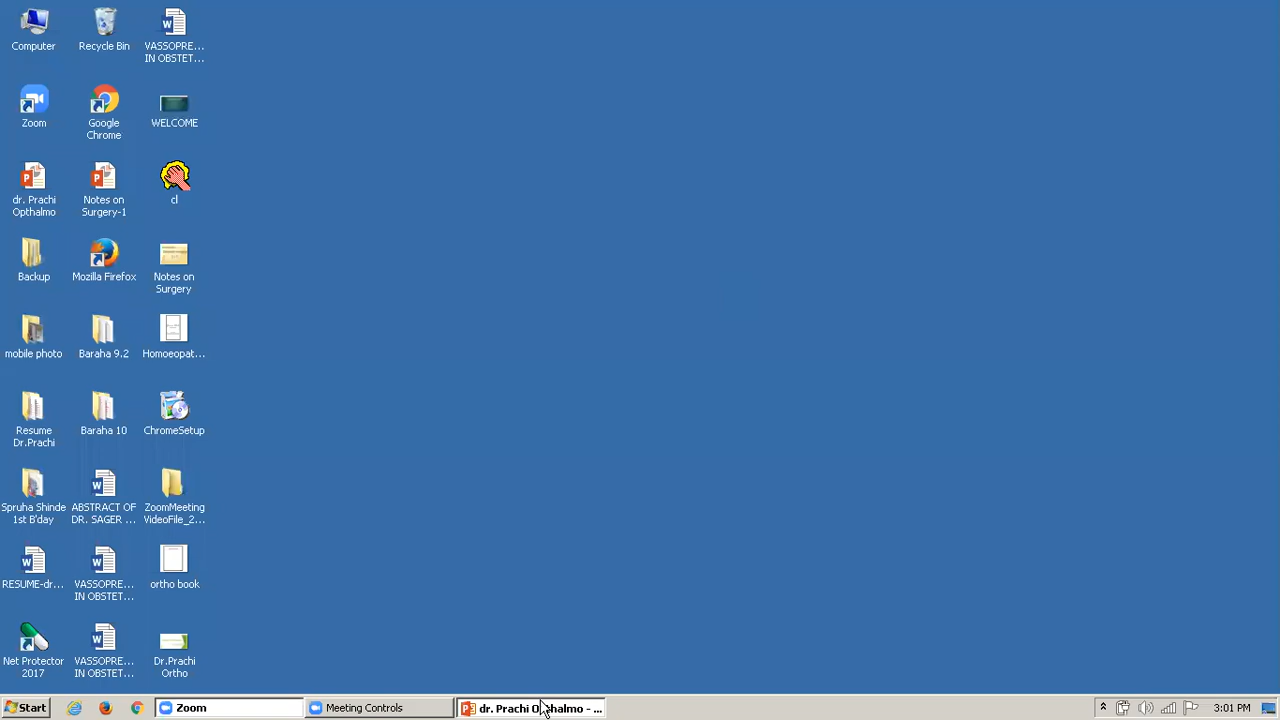 Computer
Recycle Bin
VASSOPRE...
IN OBSTET...
Zoom
Google
Chrome
WELCOME
dr. Prachi
Opthalmo
Notes on
Surgery-1
cl
Backup
Mozilla Firefox
Notes on
Surgery
mobile photo
Baraha 9.2
Homoeopat...
Resume
Dr.Prachi
Baraha 10
ChromeSetup
Spruha Shinde
1st B'day
ABSTRACT OF
DR. SAGER ...
ZoomMeeting
VideoFile_2...
RESUME-dr...
VASSOPRE...
IN OBSTET...
ortho book
Net Protector
2017
VASSOPRE...
IN OBSTET...
Dr.Prachi
Ortho
Start
Zoom
Meeting Controls
dr. Prachi Opthalmo - ...
3:01 PM